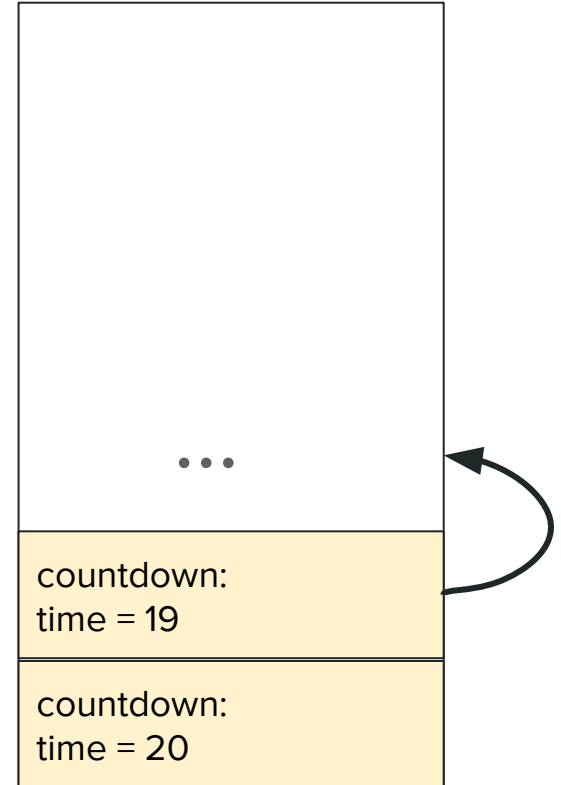 ...
countdown:
time = 19
countdown:
time = 20